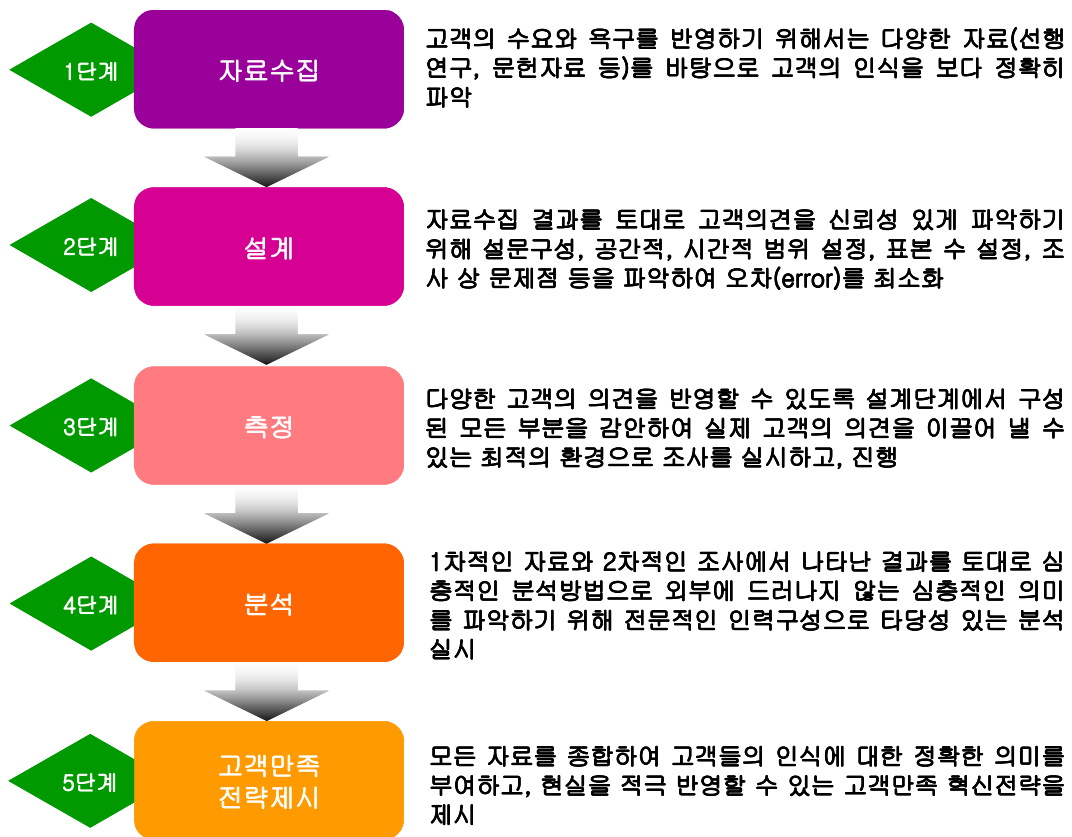 1단계
자료수집
고객의 수요와 욕구를 반영하기 위해서는 다양한 자료(선행
연구, 문헌자료 등)를 바탕으로 고객의 인식을 보다 정확히
파악
2단계
설계
자료수집 결과를 토대로 고객의견을 신뢰성 있게 파악하기
위해 설문구성, 공간적, 시간적 범위 설정, 표본 수 설정, 조
사 상 문제점 등을 파악하여 오차(error)를 최소화
3단계
측정
다양한 고객의 의견을 반영할 수 있도록 설계단계에서 구성
된 모든 부분을 감안하여 실제 고객의 의견을 이끌어 낼 수
있는 최적의 환경으로 조사를 실시하고, 진행
4단계
분석
1차적인 자료와 2차적인 조사에서 나타난 결과를 토대로 심
층적인 분석방법으로 외부에 드러나지 않는 심층적인 의미
를 파악하기 위해 전문적인 인력구성으로 타당성 있는 분석
실시
5단계
고객만족
전략제시
모든 자료를 종합하여 고객들의 인식에 대한 정확한 의미를
부여하고, 현실을 적극 반영할 수 있는 고객만족 혁신전략을
제시